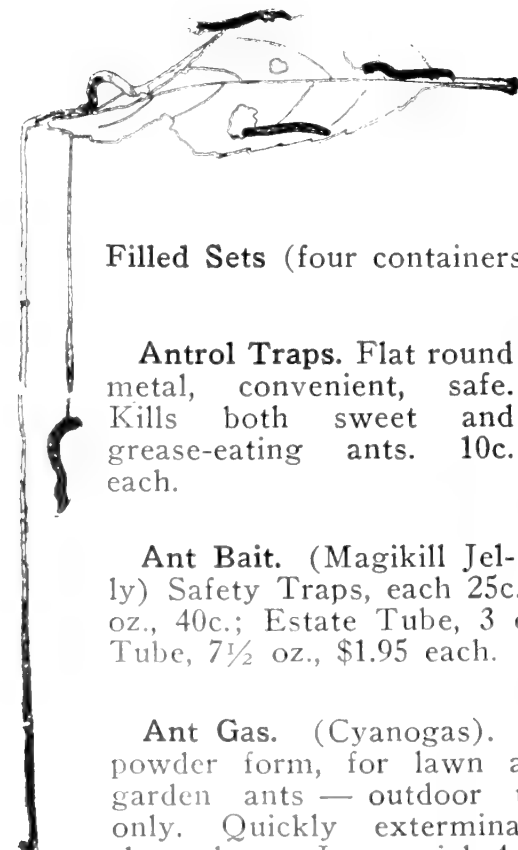 Filled Sets (four containers
Antrol Traps. Flat round
metal, convenient, safe.
Kills both sweet and
grease-eating ants. 10c.
each.
Ant Bait. (Magikill Jel-
ly) Safety Traps, each 25c.
oz., 40c.; Estate Tube, 3
Tube, 7½ oz., $1.95 each.
Ant Gas. (Cyanogas).
powder form, for lawn
garden ants — outdoor
only. Quickly extermina